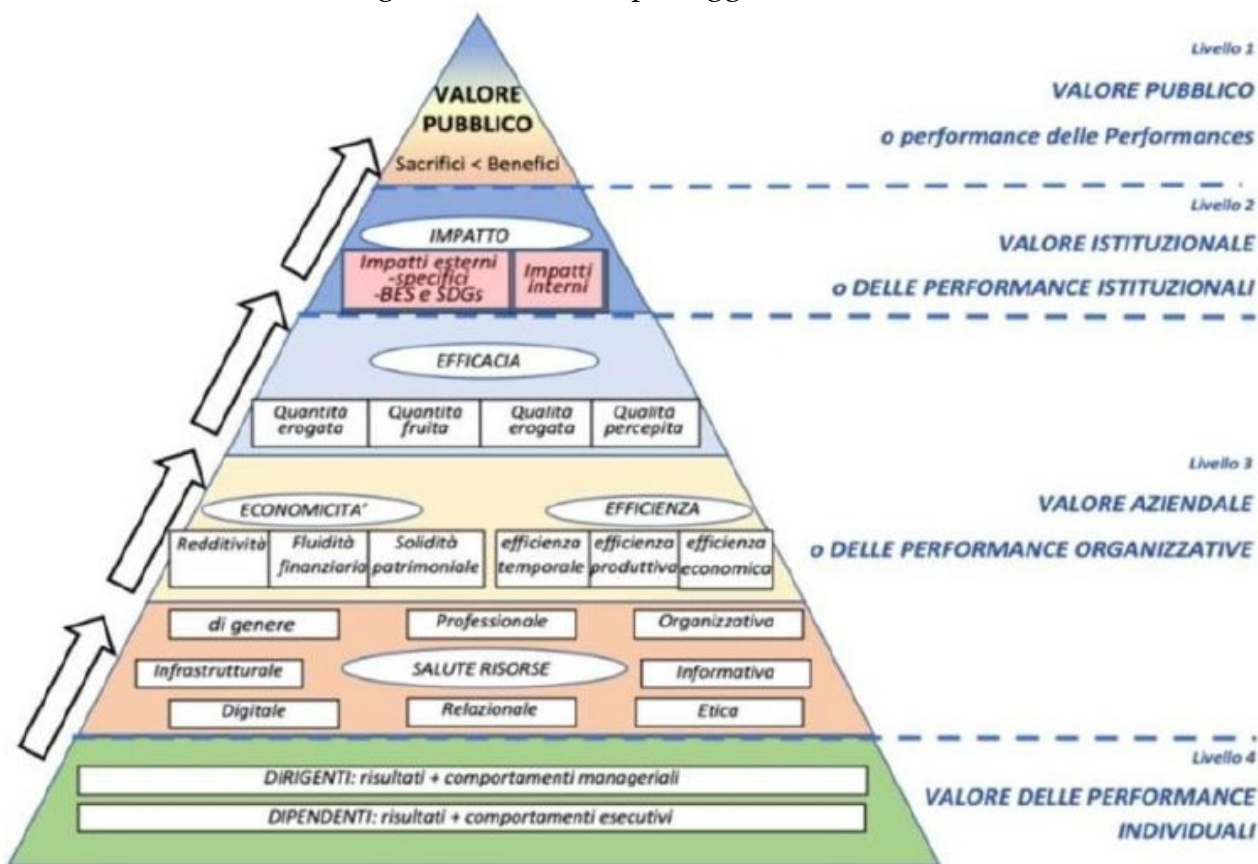 Livello 1
VALORE
PUBBLICO
VALORE PUBBLICO
o performance delle Performances
Sacrifici < Benefici
Livello 2
IMPATTO
VALORE ISTITUZIONALE
Impatti esterni
-specifici
-BES e SDGs
Impatti
interni
o DELLE PERFORMANCE ISTITUZIONALI
EFFICACIA
Quantità
erogata
Quantità
fruita
Qualità
erogata
Qualità
percepita
Livello 3
VALORE AZIENDALE
ECONOMICITA'
EFFICIENZA
Redditività
Fluidità
finanziaria
Solidità
patrimoniale
efficienza
temporale
efficienza
produttiva
efficienza
economica
o DELLE PERFORMANCE ORGANIZZATIVE
di genere
Professionale
Organizzativa
Infrastrutturale
SALUTE RISORSE
Informativa
Digitale
Relazionale
Etica
Livello 4
DIRIGENTI: risultati + comportamenti manageriali
DIPENDENTI: risultati + comportamenti esecutivi
VALORE DELLE PERFORMANCE
INDIVIDUALI